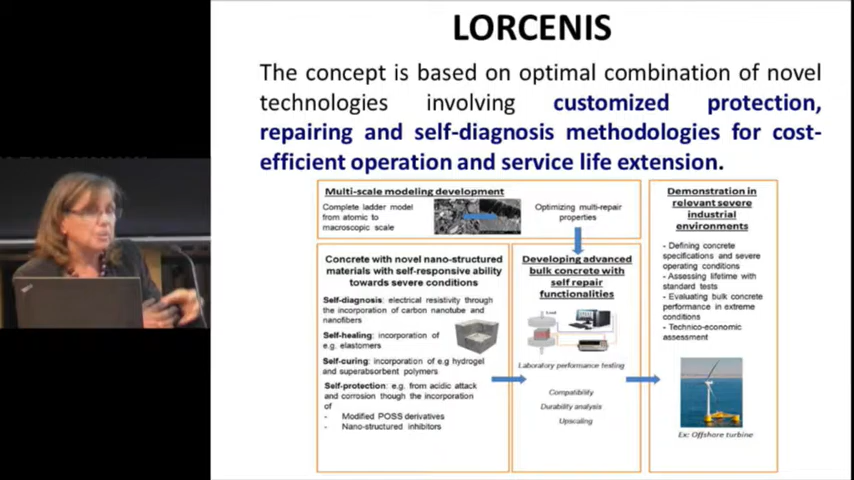 LORCENIS
The concept is based on optimal combination of novel
technologies involving customized protection,
repairing and self-diagnosis methodologies for cost-
efficient operation and service life extension.
Multi-scale modeling development
Complete ladder model
from atomic to
macroscopic scale
Optimizing multi-repair
properties
Concrete with novel nano-structured
materials with self-responsive ability
towards severe conditions
Self-diagnosis: electrical resistivity through
the incorporation of carbon nanotube and
nanofibers
Self-healing: incorporation of
e.g. elastomers
Self-curing: incorporation of e.g hydrogel
and superabsorbent polymers
Self-protection: e.g. from acidic attack
and corrosion though the incorporation
of
- Modified POSS derivatives
- Nano-structured inhibitors
Developing advanced
bulk concrete with
self repair
functionalities
Load
Laboratory performance testing
Compatibility
Durability analysis
Upscaling
Demonstration in
relevant severe
industrial
environments
- Defining concrete
specifications and severe
operating conditions
- Assessing lifetime with
standard tests
- Evaluating bulk concrete
performance in extreme
conditions
- Technico-economic
assessment
Ex: Offshore turbine